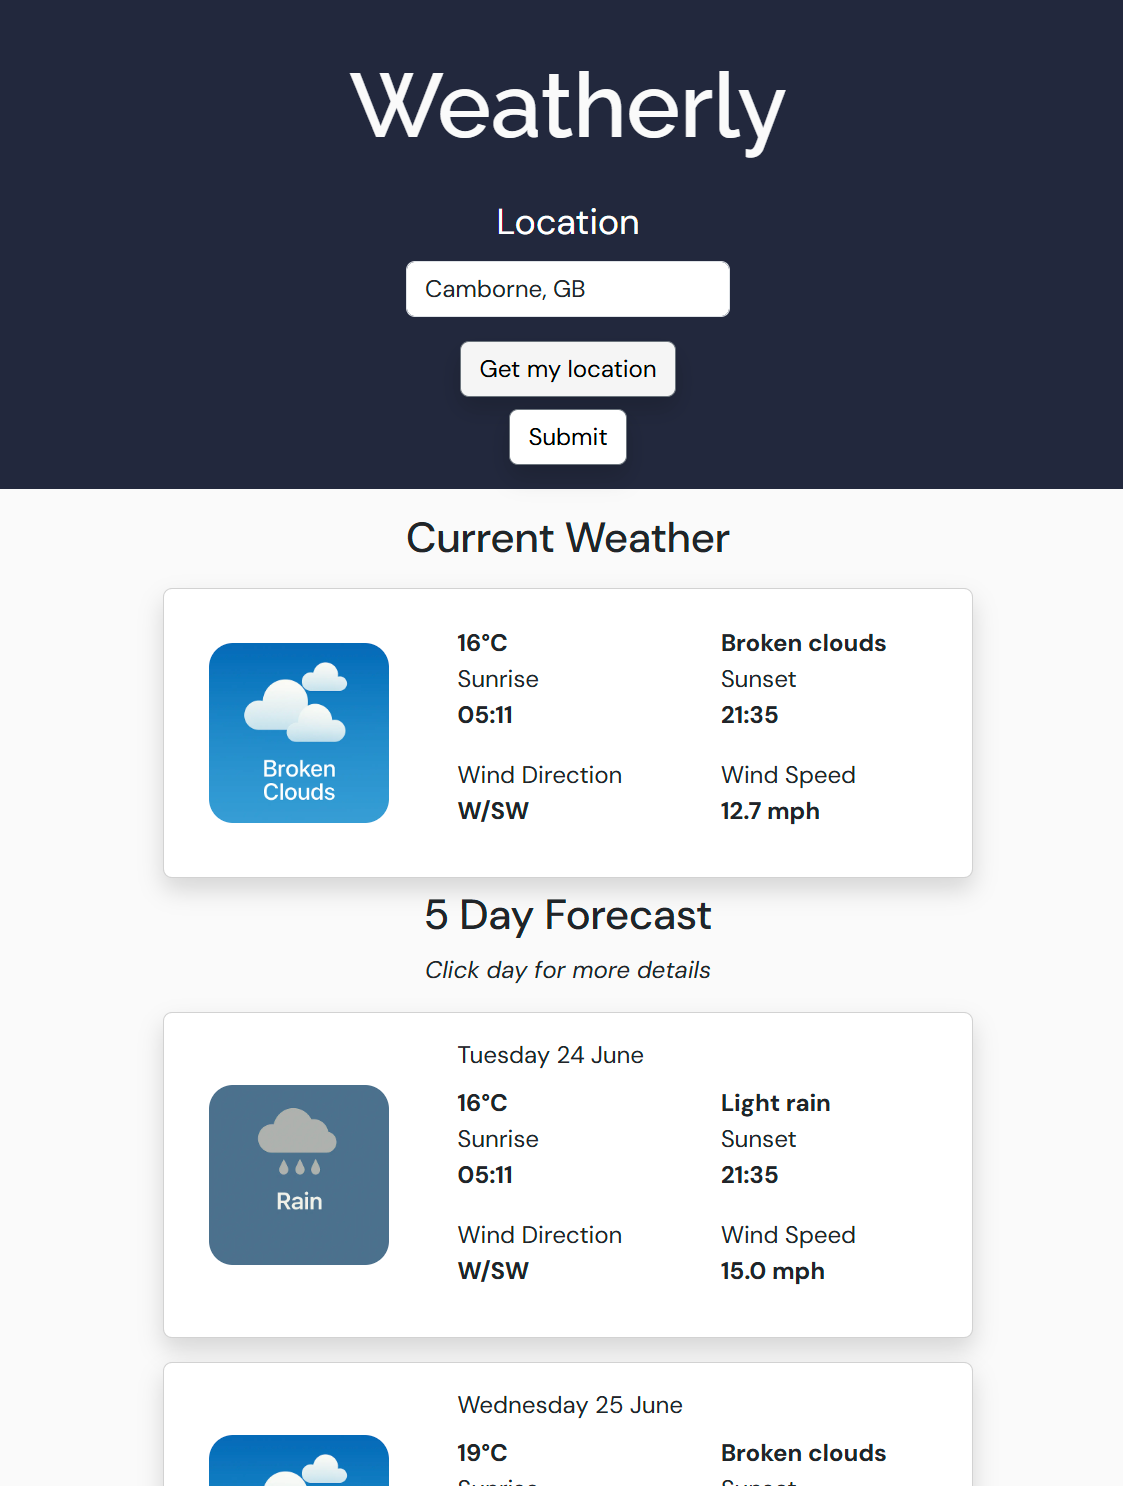 Weatherly
Location
Camborne, GB
Get my location
Submit
Current Weather
Broken
Clouds
16°C
Broken clouds
Sunrise
Sunset
05:11
21:35
Wind Direction
Wind Speed
W/SW
12.7 mph
5 Day Forecast
Click day for more details
Tuesday 24 June
Rain
16°C
Light rain
Sunrise
Sunset
05:11
21:35
Wind Direction
Wind Speed
W/SW
15.0 mph
Wednesday 25 June
19°C
Broken clouds
Sunrise
Sunset